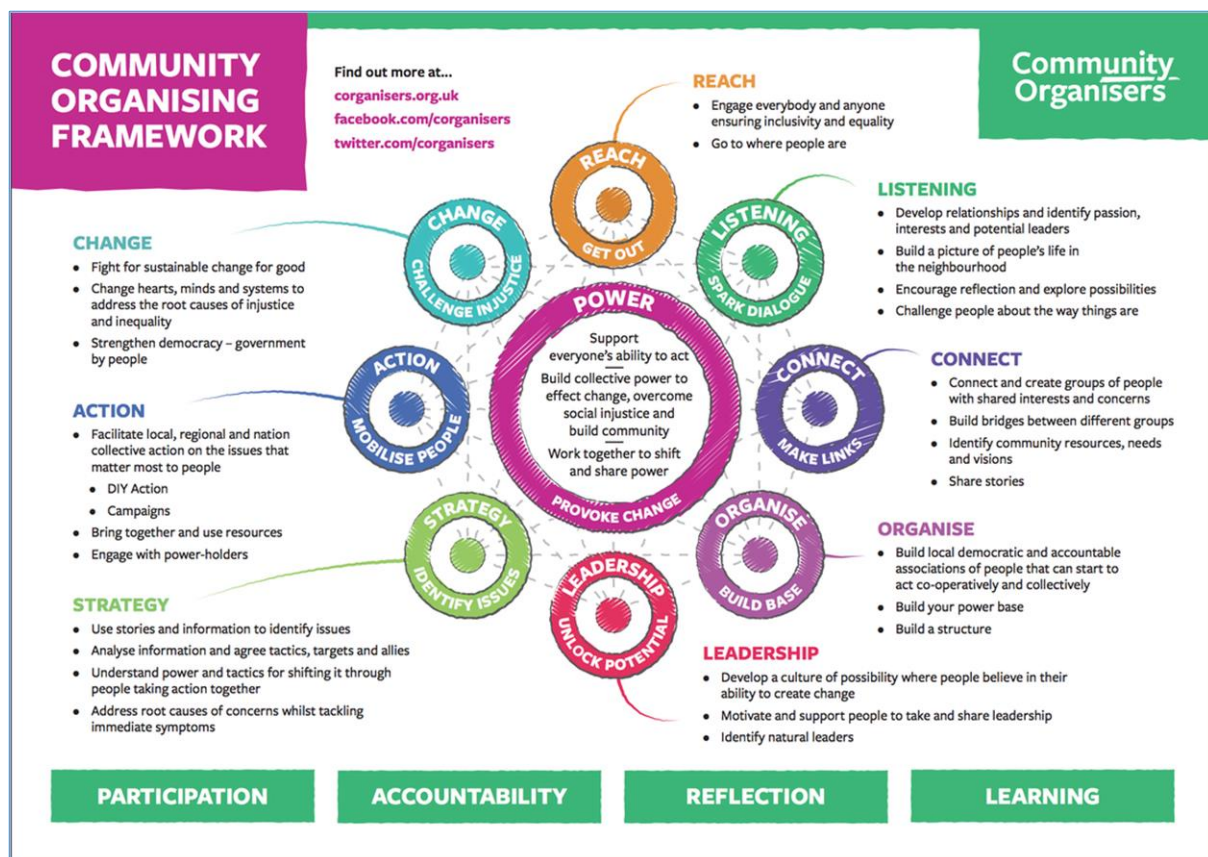 COMMUNITY
ORGANISING
FRAMEWORK
Find out more at...
corganisers.org.uk
facebook.com/corganisers
twitter.com/corganisers
Community
Organisers
REACH
• Engage everybody and anyone
ensuring inclusivity and equality
• Go to where people are
LISTENING
• Develop relationships and identify passion,
interests and potential leaders
• Build a picture of people's life in
the neighbourhood
• Encourage reflection and explore possibilities
• Challenge people about the way things are
CONNECT
• Connect and create groups of people
with shared interests and concerns
• Build bridges between different groups
• Identify community resources, needs
and visions
• Share stories
ORGANISE
• Build local democratic and accountable
associations of people that can start to
act co-operatively and collectively
• Build your power base
• Build a structure
LEADERSHIP
• Develop a culture of possibility where people believe in their
ability to create change
• Motivate and support people to take and share leadership
• Identify natural leaders
STRATEGY
• Use stories and information to identify issues
• Analyse information and agree tactics, targets and allies
• Understand power and tactics for shifting it through
people taking action together
• Address root causes of concerns whilst tackling
immediate symptoms
ACTION
• Facilitate local, regional and nation
collective action on the issues that
matter most to people
• DIY Action
• Campaigns
• Bring together and use resources
• Engage with power-holders
CHANGE
• Fight for sustainable change for good
• Change hearts, minds and systems to
address the root causes of injustice
and inequality
• Strengthen democracy – government
by people
REACH
GET OUT
LISTENING
SPARK DIALOGUE
CONNECT
MAKE LINKS
ORGANISE
BUILD BASE
LEADERSHIP
UNLOCK POTENTIAL
STRATEGY
IDENTIFY ISSUES
ACTION
MOBILISE PEOPLE
CHANGE
CHALLENGE INJUSTICE
POWER
Support
everyone's ability to act
Build collective power to
effect change, overcome
social injustice and
build community
Work together to shift
and share power
PROVOKE CHANGE
PARTICIPATION
ACCOUNTABILITY
REFLECTION
LEARNING